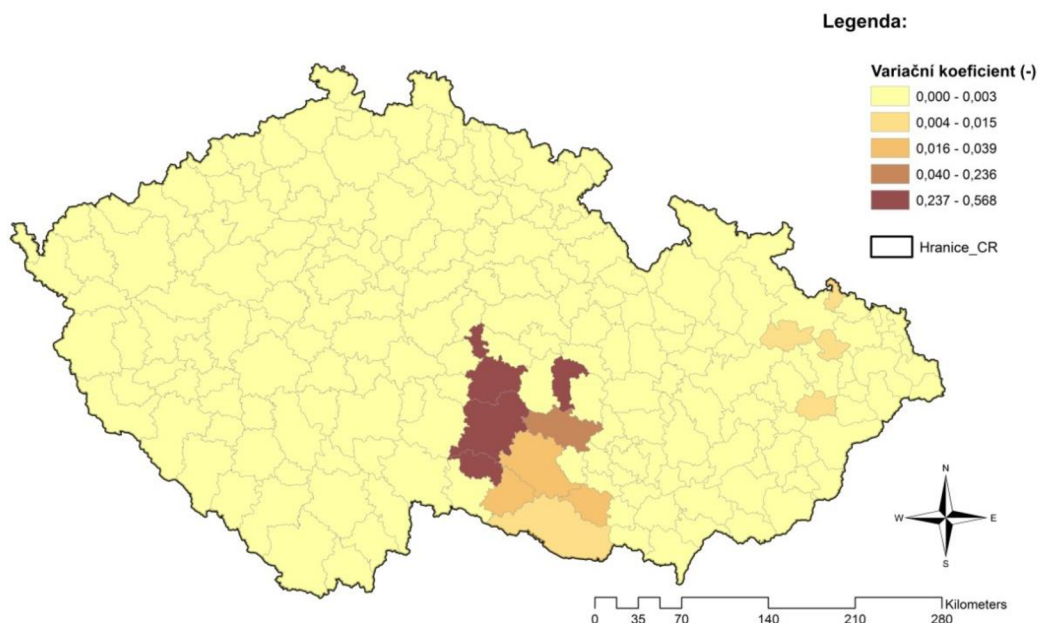 Legenda:
Variační koeficient (-)
0,000 - 0,003
0,004 - 0,015
0,016 - 0,039
0,040 - 0,236
0,237 - 0,568
Hranice_CR
N
W E
S
Kilometers
0 35 70 140 210 280